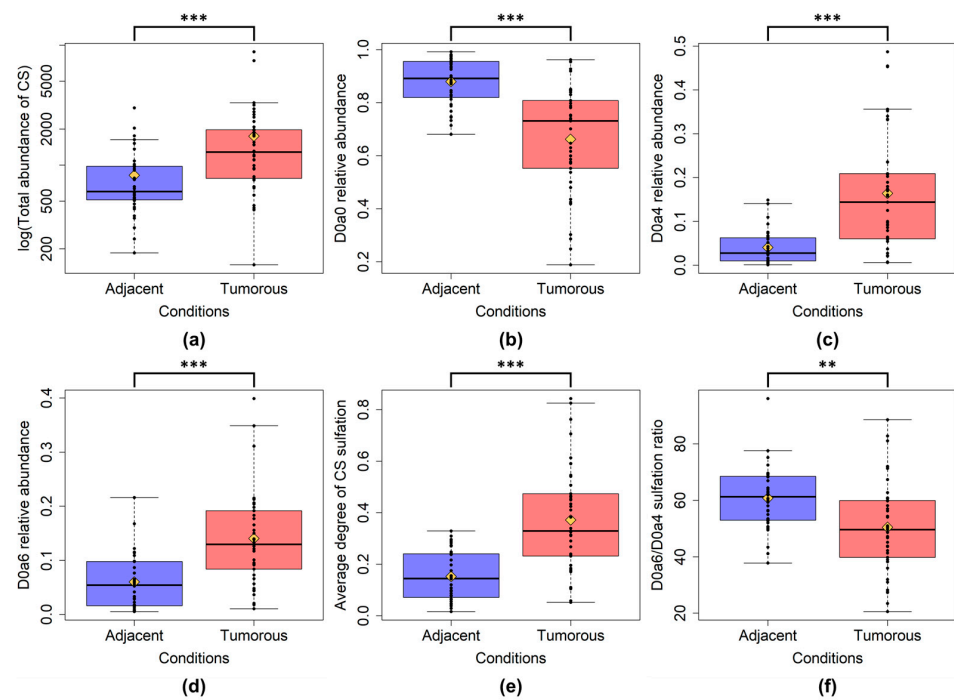 ***
log(Total abundance of CS)
200
500
2000
5000
Adjacent
Tumorous
Conditions
(a)
***
D0a0 relative abundance
0.2
0.4
0.6
0.8
1.0
Adjacent
Tumorous
Conditions
(b)
***
D0a4 relative abundance
0.0
0.1
0.2
0.3
0.4
0.5
Adjacent
Tumorous
Conditions
(c)
***
D0a6 relative abundance
0.0
0.1
0.2
0.3
0.4
Adjacent
Tumorous
Conditions
(d)
***
Average degree of CS sulfation
0.0
0.2
0.4
0.6
0.8
Adjacent
Tumorous
Conditions
(e)
**
D0a6/D0a4 sulfation ratio
20
40
60
80
Adjacent
Tumorous
Conditions
(f)